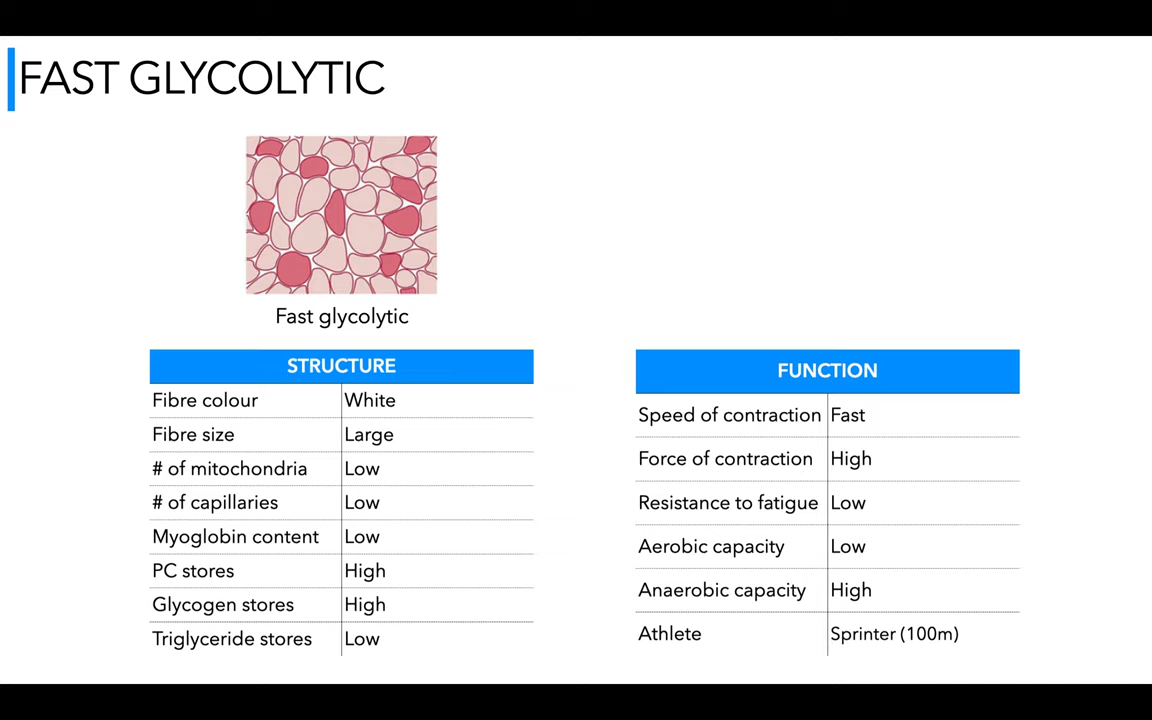 FAST GLYCOLYTIC
Fast glycolytic
STRUCTURE
Fibre colour White
Fibre size Large
# of mitochondria Low
# of capillaries Low
Myoglobin content Low
PC stores High
Glycogen stores High
Triglyceride stores Low
FUNCTION
Speed of contraction Fast
Force of contraction High
Resistance to fatigue Low
Aerobic capacity Low
Anaerobic capacity High
Athlete Sprinter (100m)